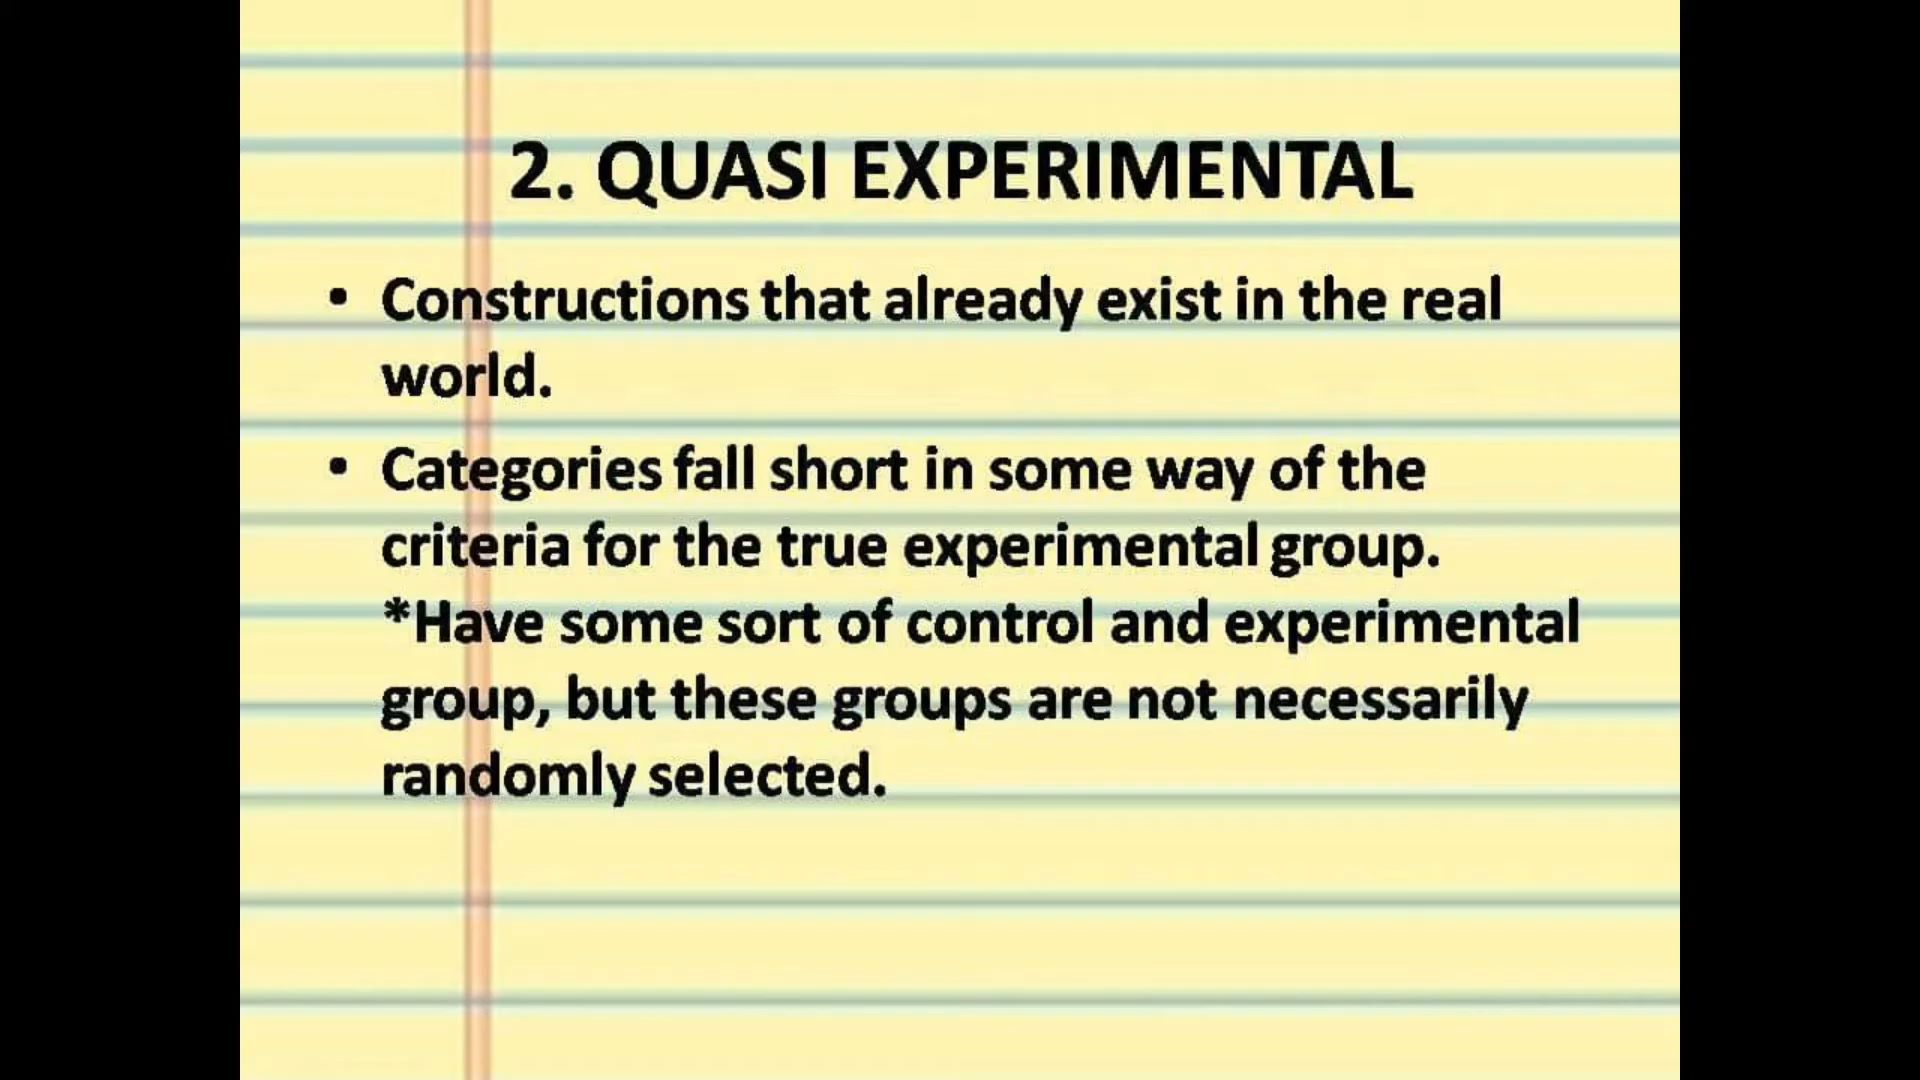 2. QUASI EXPERIMENTAL
• Constructions that already exist in the real
world.
• Categories fall short in some way of the
criteria for the true experimental group.
*Have some sort of control and experimental
group, but these groups are not necessarily
randomly selected.